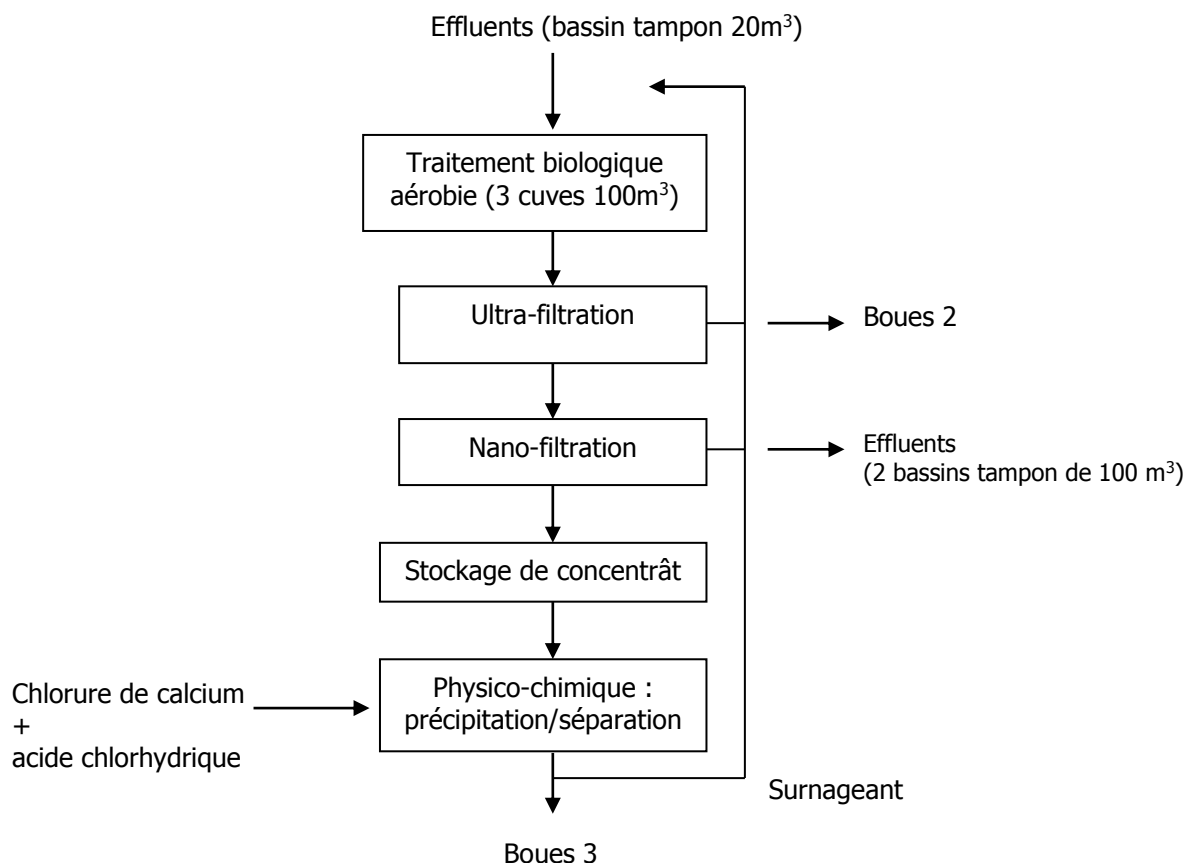 Effluents (bassin tampon 20m³)
Traitement biologique
aérobie (3 cuves 100m³)
Ultra-filtration
Boues 2
Nano-filtration
Effluents
(2 bassins tampon de 100 m³)
Stockage de concentrât
Chlorure de calcium
+
acide chlorhydrique
Physico-chimique :
précipitation/séparation
Surnageant
Boues 3